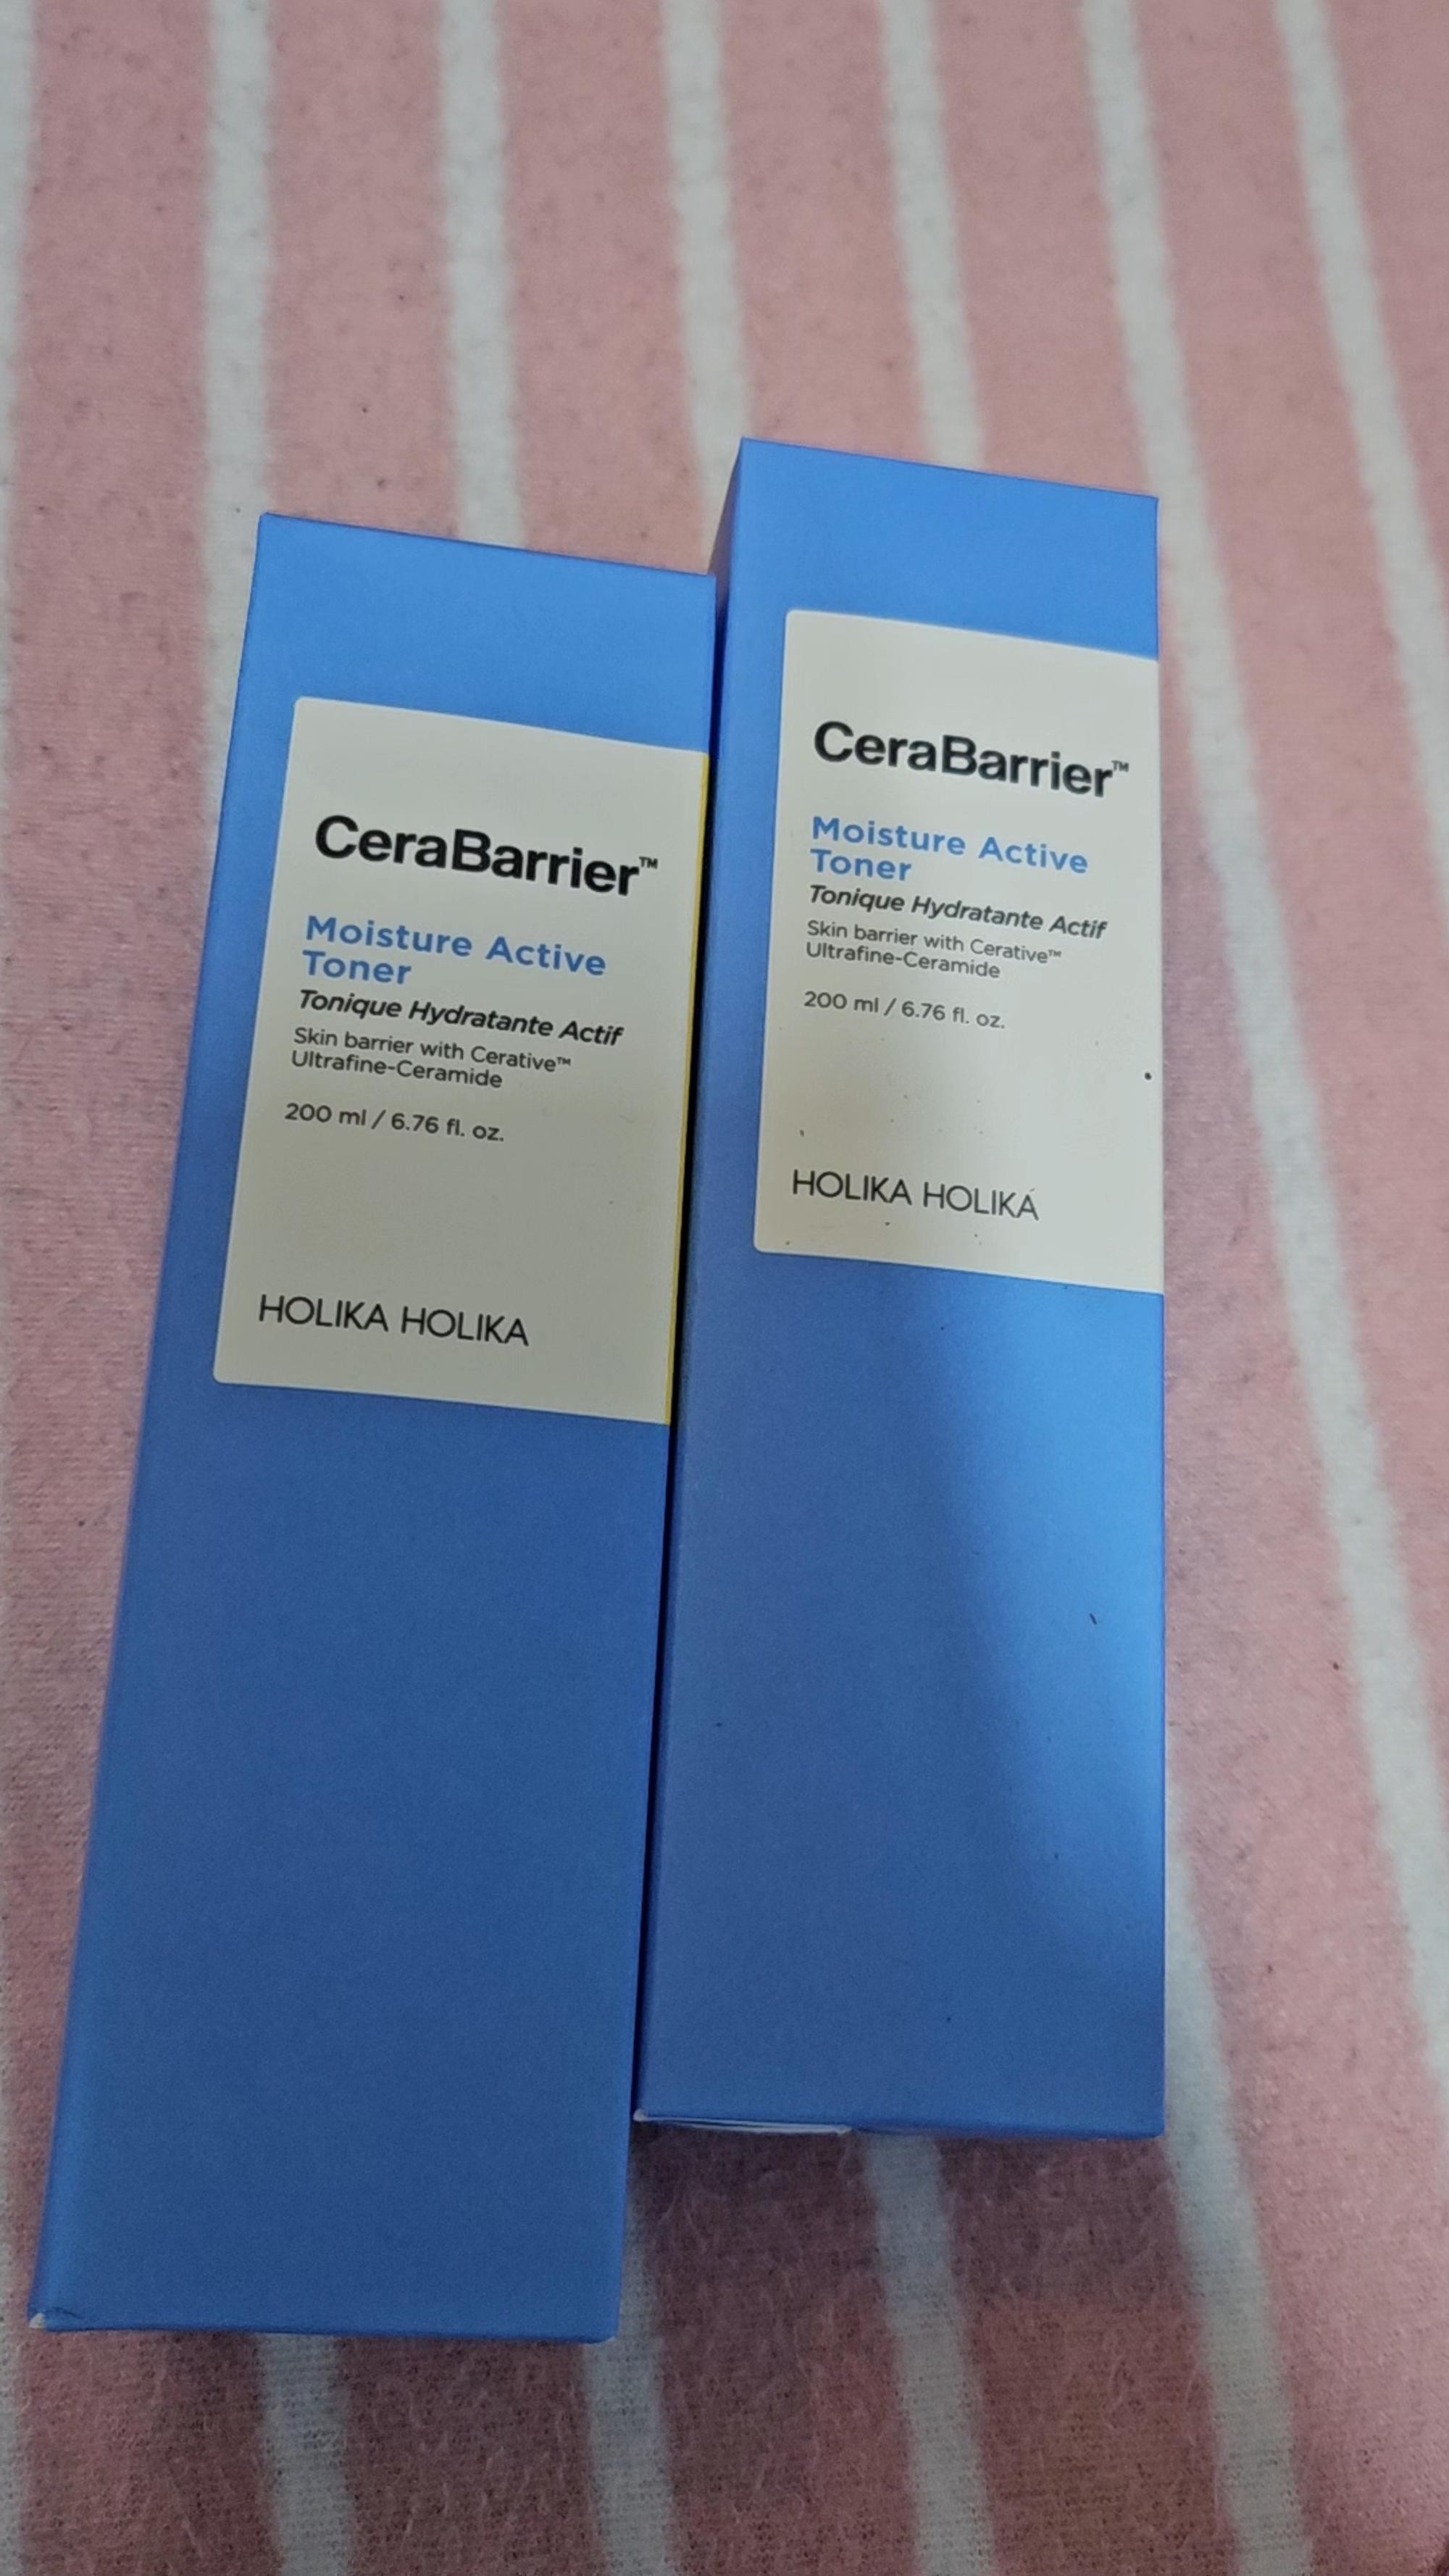 CeraBarrier™
Moisture Active
Toner
Tonique Hydratante Actif
Skin barrier with Cerative™
Ultrafine-Ceramide
200 ml / 6.76 fl. oz.
HOLIKA HOLIKA
CeraBarrier™
Moisture Active
Toner
Tonique Hydratante Actif
Skin barrier with Cerative™
Ultrafine-Ceramide
200 ml / 6.76 fl. oz.
HOLIKA HOLIKA